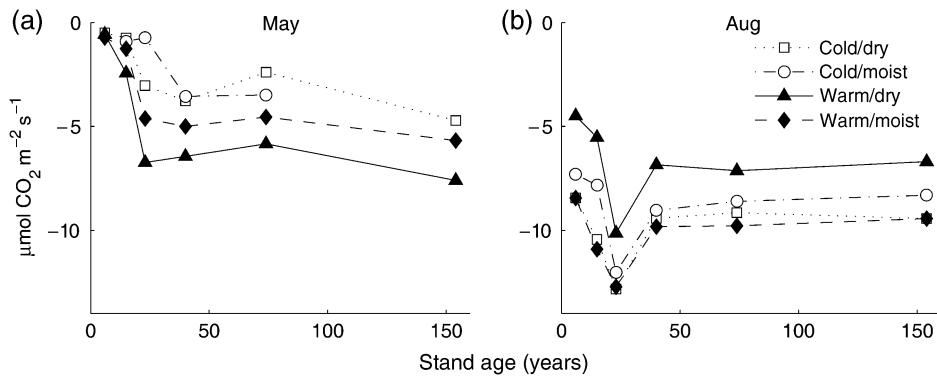 (a)
May
0
−5
−10
μmol CO2 m−2 s−1
0
50
100
150
(b)
Aug
0
−5
−10
Cold/dry
Cold/moist
Warm/dry
Warm/moist
0
50
100
150
Stand age (years)